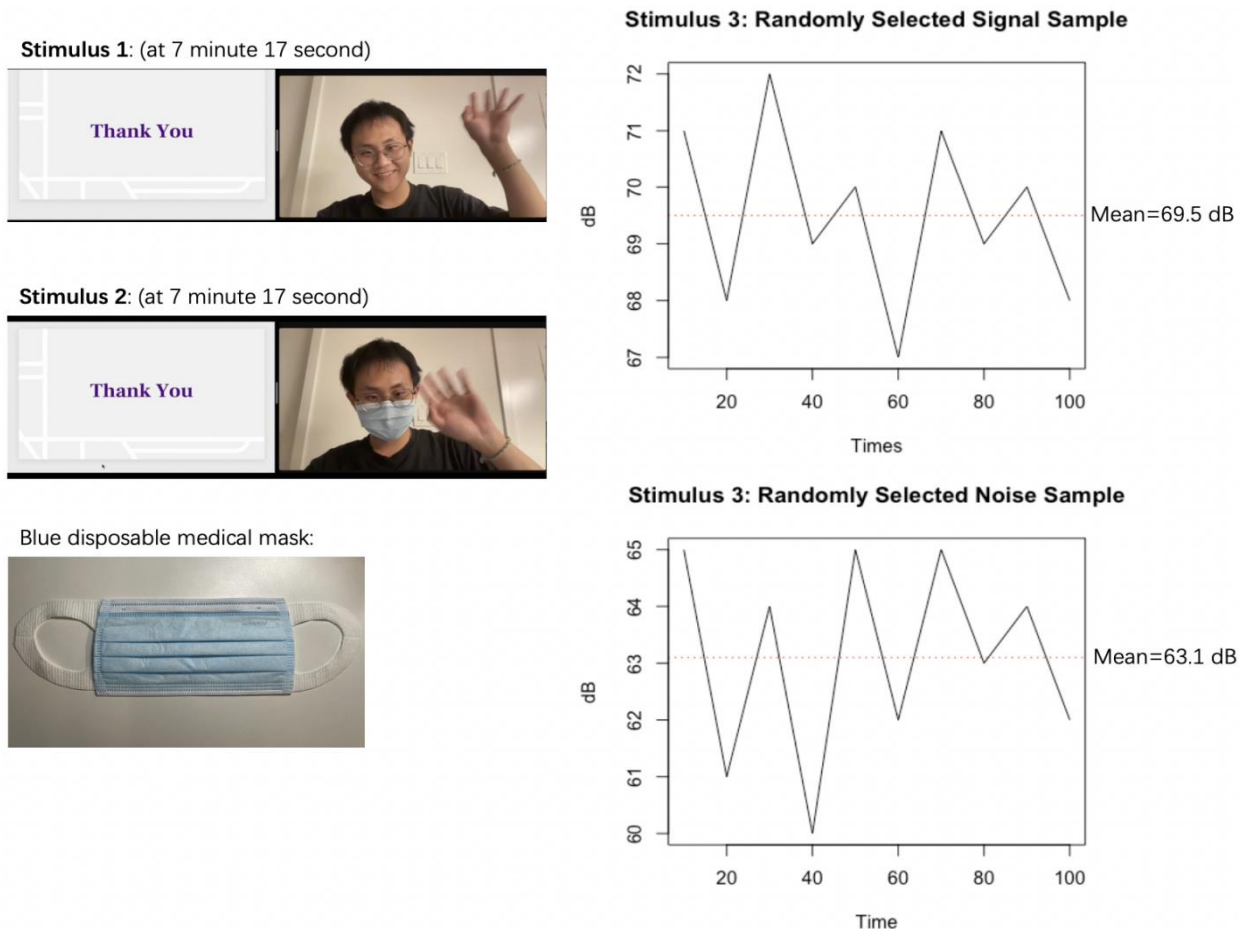 Stimulus 1: (at 7 minute 17 second)
Thank You
Stimulus 2: (at 7 minute 17 second)
Thank You
Blue disposable medical mask:
Stimulus 3: Randomly Selected Signal Sample
72
71
70
69
68
67
dB
Mean=69.5 dB
20 40 60 80 100
Times
Stimulus 3: Randomly Selected Noise Sample
65
64
63
62
61
60
dB
Mean=63.1 dB
20 40 60 80 100
Time